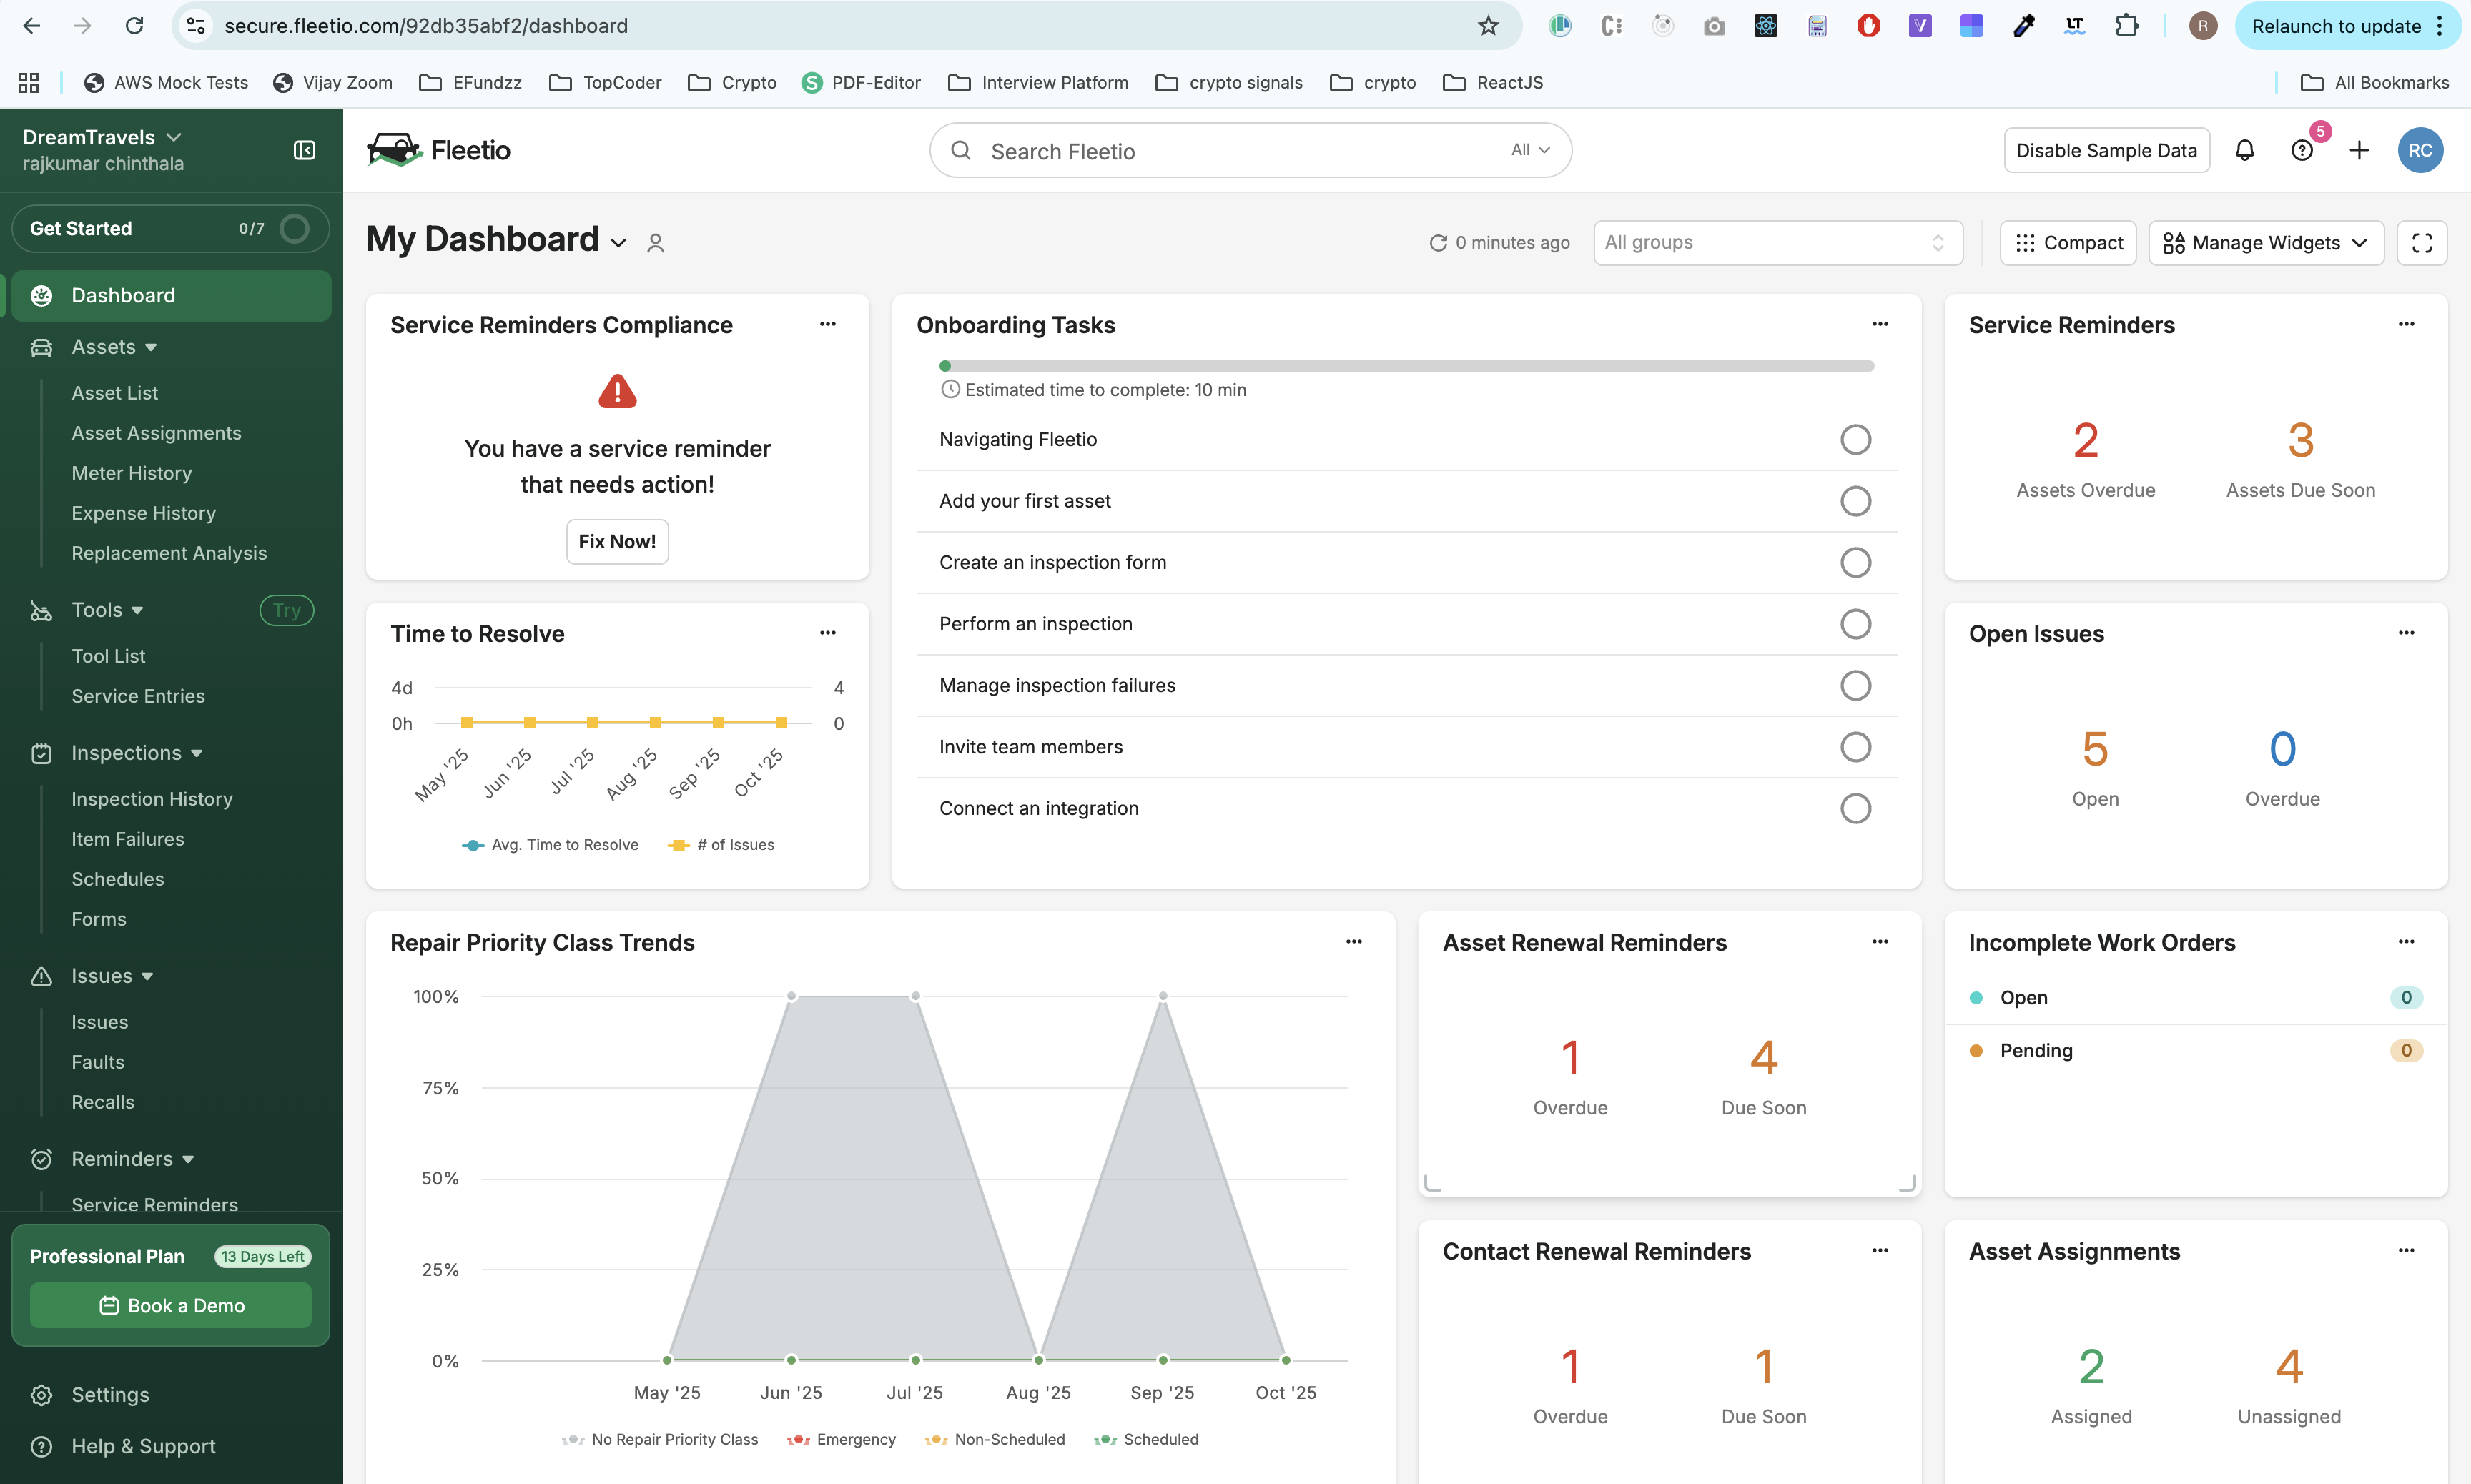 secure.fleetio.com/92db35abf2/dashboard
R
Relaunch to update
AWS Mock Tests
Vijay Zoom
EFundzz
TopCoder
Crypto
S
PDF-Editor
Interview Platform
crypto signals
crypto
ReactJS
All Bookmarks
DreamTravels
rajkumar chinthala
Get Started
0/7
Dashboard
Assets
Asset List
Asset Assignments
Meter History
Expense History
Replacement Analysis
Tools
Try
Tool List
Service Entries
Inspections
Inspection History
Item Failures
Schedules
Forms
Issues
Issues
Faults
Recalls
Reminders
Service Reminders
Professional Plan
13 Days Left
Book a Demo
Settings
Help & Support
Fleetio
Search Fleetio
All
Disable Sample Data
5
RC
My Dashboard
0 minutes ago
All groups
Compact
Manage Widgets
Service Reminders Compliance
You have a service reminder
that needs action!
Fix Now!
Onboarding Tasks
Estimated time to complete: 10 min
Navigating Fleetio
Add your first asset
Create an inspection form
Perform an inspection
Manage inspection failures
Invite team members
Connect an integration
Service Reminders
2
3
Assets Overdue
Assets Due Soon
Time to Resolve
4d
4
0h
0
May '25
Jun '25
Jul '25
Aug '25
Sep '25
Oct '25
Avg. Time to Resolve
# of Issues
Open Issues
5
0
Open
Overdue
Repair Priority Class Trends
100%
75%
50%
25%
0%
May '25
Jun '25
Jul '25
Aug '25
Sep '25
Oct '25
No Repair Priority Class
Emergency
Non-Scheduled
Scheduled
Asset Renewal Reminders
1
4
Overdue
Due Soon
Incomplete Work Orders
Open
0
Pending
0
Contact Renewal Reminders
1
1
Overdue
Due Soon
Asset Assignments
2
4
Assigned
Unassigned